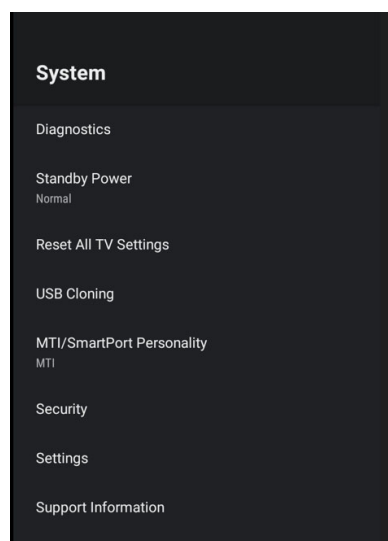 System
Diagnostics
Standby Power
Normal
Reset All TV Settings
USB Cloning
MTI/SmartPort Personality
MTI
Security
Settings
Support Information